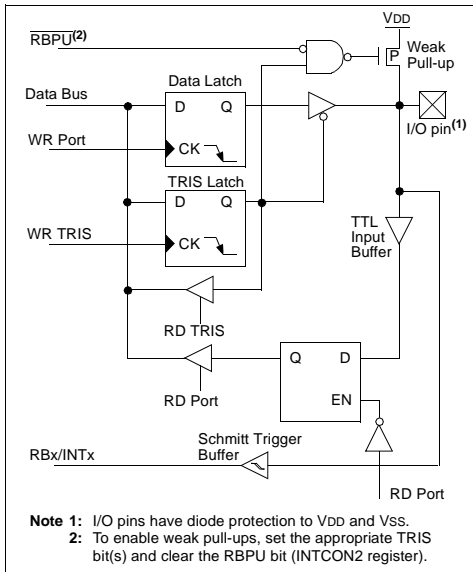 VDD
RBPU(2)
Weak
Pull-up
P
Data Latch
Data Bus
D Q
I/O pin(1)
WR Port
CK
TRIS Latch
D Q
TTL
Input
Buffer
WR TRIS
CK
RD TRIS
Q D
RD Port
EN
Schmitt Trigger
Buffer
RBx/INTx
RD Port
Note 1: I/O pins have diode protection to VDD and VSS.
2: To enable weak pull-ups, set the appropriate TRIS
bit(s) and clear the RBPU bit (INTCON2 register).